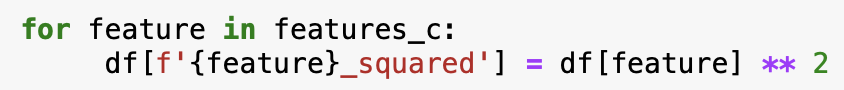 for feature in features_c:
    df[f'{feature}_squared'] = df[feature] ** 2